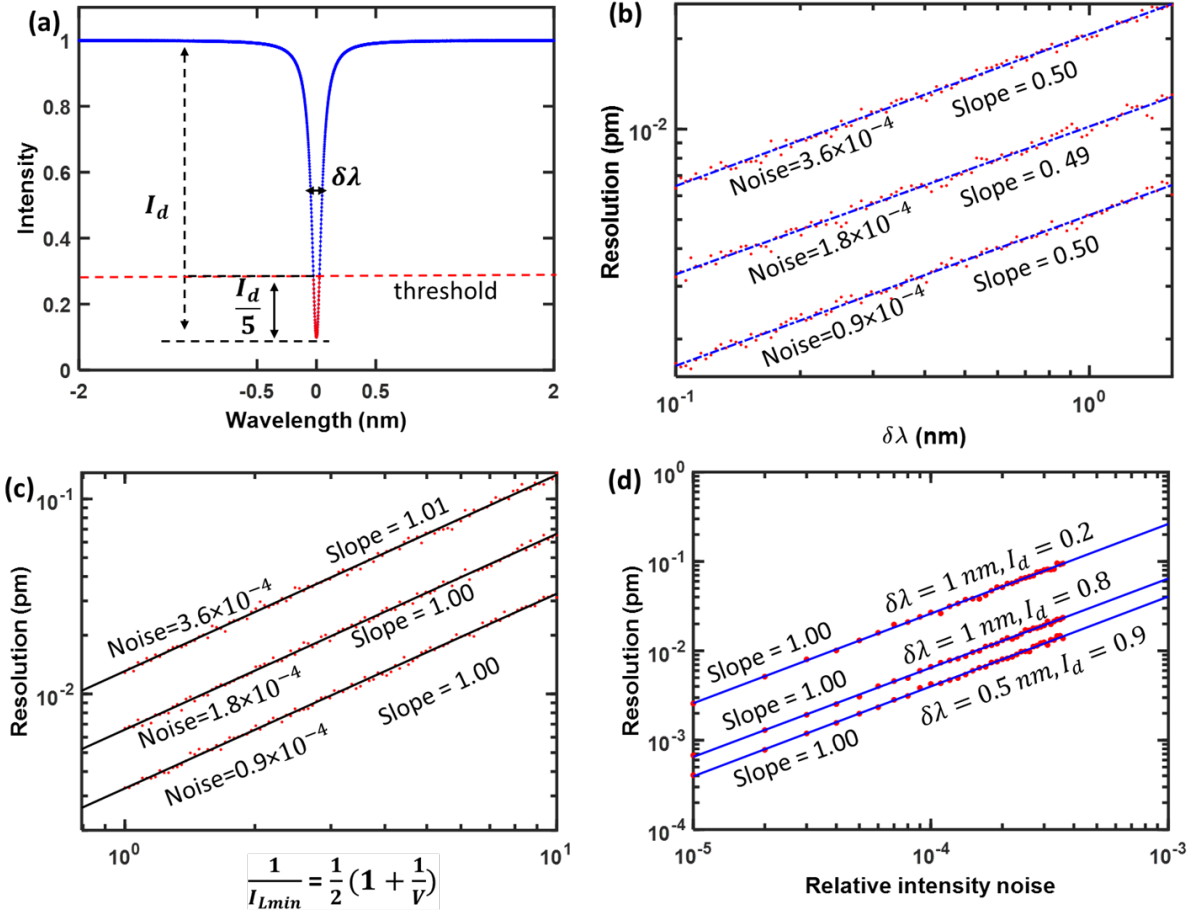 (a)
1
0.8
0.6
0.4
0.2
0
Intensity
I_d
δλ
threshold
I_d/5
-2
-0.5
0
0.5
2
Wavelength (nm)
(b)
10^-2
Resolution (pm)
Noise=3.6×10^−4
Slope = 0.50
Noise=1.8×10^−4
Slope = 0. 49
Noise=0.9×10^−4
Slope = 0.50
10^-1
10^0
δλ (nm)
(c)
10^-1
10^-2
Resolution (pm)
Noise=3.6×10^−4
Slope = 1.01
Noise=1.8×10^−4
Slope = 1.00
Noise=0.9×10^−4
Slope = 1.00
10^0
10^1
1/I_Lmin = 1/2 (1 + 1/V)
(d)
10^0
10^-1
10^-2
10^-3
10^-4
Resolution (pm)
Slope = 1.00
δλ = 1 nm, I_d = 0.2
Slope = 1.00
δλ = 1 nm, I_d = 0.8
Slope = 1.00
δλ = 0.5 nm, I_d = 0.9
10^-5
10^-4
10^-3
Relative intensity noise